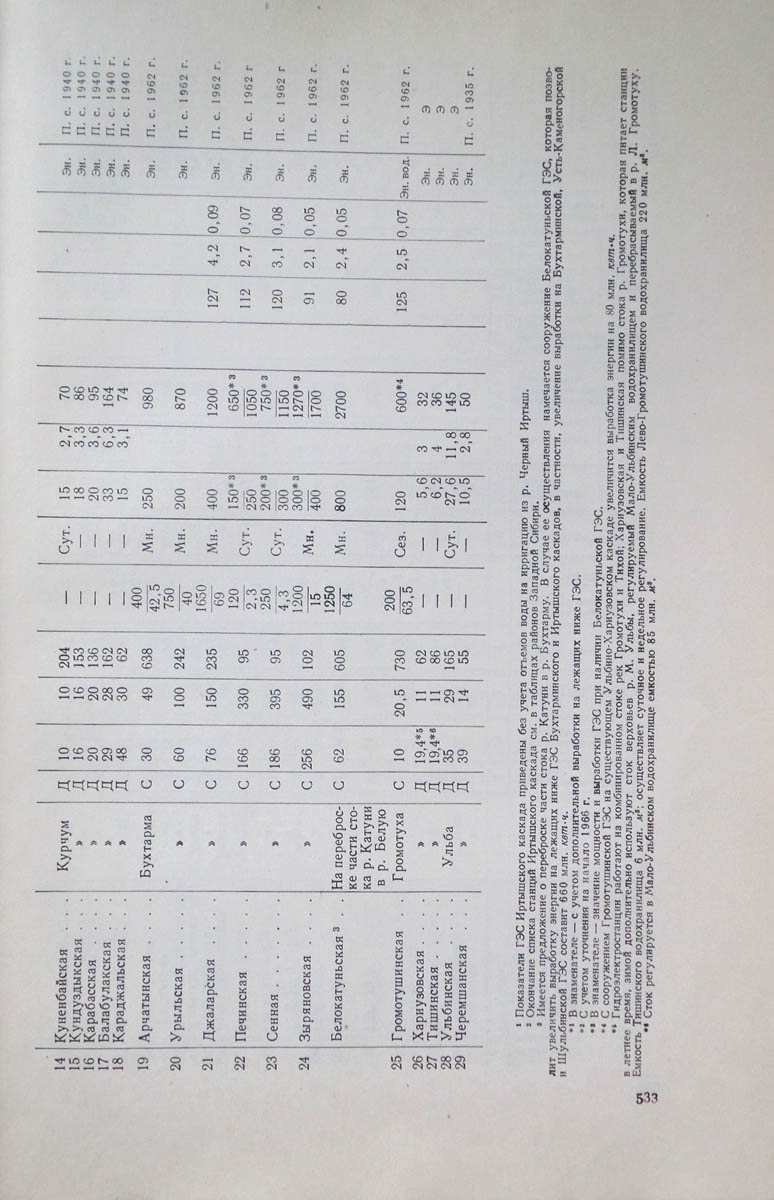 14 Куненбайская . . . Курчум Д 10 10 204 — Сут. 15 2,7 70 Эн. П. с. 1940 г.
15 Кундуздыкская . . . » Д 16 16 153 — — 18 3,3 86 Эн. П. с. 1940 г.
16 Карабасская . . . » Д 20 20 136 — — 20 3,6 95 Эн. П. с. 1940 г.
17 Балабулакская . . . » Д 29 28 162 — — 33 6,3 164 Эн. П. с. 1940 г.
18 Караджальская . . . » Д 48 30 62 — — 15 3,1 74 Эн. П. с. 1940 г.
19 Арчатынская . . . . Бухтарма С 30 49 638 400/42,5 Мн. 250 980 Эн. П. с. 1962 г.
20 Урыльская . . . . . » С 60 100 242 750/40 Мн. 200 870 Эн. П. с. 1962 г.
21 Джаларская . . . . » С 76 150 235 1650/69 Мн. 400 1200 127 4,2 0,09 Эн. П. с. 1962 г
22 Печинская . . . . . » С 166 330 95 120/2,3 Сут. 150*³/250 650*³/1050 112 2,7 0,07 Эн. П. с. 1962 г
23 Сенная . . . . . . » С 186 395 95 250/4,3 Сут. 200*³/300 750*³/1150 120 3,1 0,08 Эн. П. с. 1962 г
24 Зыряновская . . . . » С 256 490 102 1200/15 Мн. 300*³/400 1270*³/1700 91 2,1 0,05 Эн. П. с. 1962 г
Белокатуньская ³ . . . На переброс- С 62 155 605 1250/64 Мн. 800 2700 80 2,4 0,05 Эн. П. с. 1962 г.
ке части сто-
ка р. Катуни
в р. Белую
25 Громотушинская . . Громотуха С 10 20,5 730 200/63,5 Сез. 120 600*⁴ 125 2,5 0,07 Эн. вод. П. с. 1962 г.
26 Хариузовская . . . . » Д 19,4*⁵ 11 62 — — 5,6 3 32 Эн. Э
27 Тишинская . . . . . » Д 19,4*⁶ 11 86 — — 6,2 4 36 Эн. Э
28 Ульбинская . . . . Ульба Д 35 29 165 — Сут. 27,6 11,8 145 Эн. Э
29 Черемшанская . . . » Д 39 14 55 — — 10,5 2,8 50 Эн. П. с. 1935 г.
¹ Показатели ГЭС Иртышского каскада приведены без учета отъемов воды на ирригацию из р. Черный Иртыш.
² Окончание списка станций Иртышского каскада см. в таблицах районов Западной Сибири.
³ Имеется предложение о переброске части стока р. Катуни в р. Бухтарму. В случае ее осуществления намечается сооружение Белокатуньской ГЭС, которая позво-
лит увеличить выработку энергии на лежащих ниже ГЭС Бухтарминского и Иртышского каскадов, в частности, увеличение выработки на Бухтарминской, Усть-Каменогорской
и Шульбинской ГЭС составит 660 млн. квт·ч.
*¹ В знаменателе — с учетом дополнительной выработки на лежащих ниже ГЭС.
*² С учетом уточнения на начало 1966 г.
*³ В знаменателе — значение мощности и выработки ГЭС при наличии Белокатуньской ГЭС.
*⁴ С сооружением Громотушинской ГЭС на существующем Ульбино-Хариузовском каскаде увеличится выработка энергии на 80 млн. квт·ч.
*⁵ Гидроэлектростанции работают на комбинированном стоке рек Громотухи и Тихой; Хариузовская и Тишинская помимо стока р. Громотухи, которая питает станции
в летнее время, зимой дополнительно используют сток верховьев р. М. Ульбы, регулируемый Мало-Ульбинским водохранилищем и перебрасываемый в р. Л. Громотуху.
Емкость Тишинского водохранилища 6 млн. м³; осуществляет суточное и недельное регулирование. Емкость Лево-Громотушинского водохранилища 220 млн. м³.
*⁶ Сток регулируется в Мало-Ульбинском водохранилище емкостью 85 млн. м³.
533